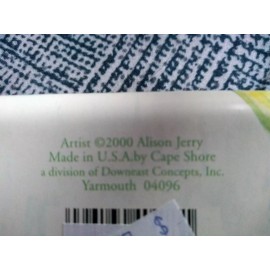 Artist ©2000 Alison Jerry
Made in U.S.A.by Cape Shore
a division of Downeast Concepts, Inc.
Yarmouth 04096